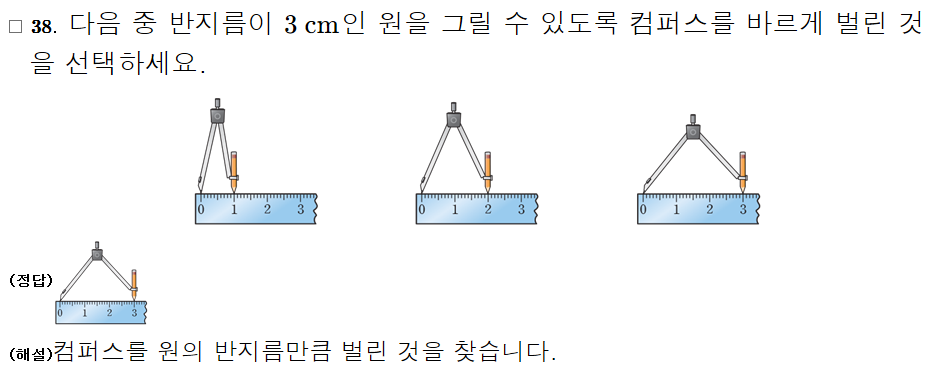 □ 38. 다음 중 반지름이 3 cm인 원을 그릴 수 있도록 컴퍼스를 바르게 벌린 것
을 선택하세요.
0 1 2 3
0 1 2 3
0 1 2 3
(정답)
0 1 2 3
(해설)컴퍼스를 원의 반지름만큼 벌린 것을 찾습니다.